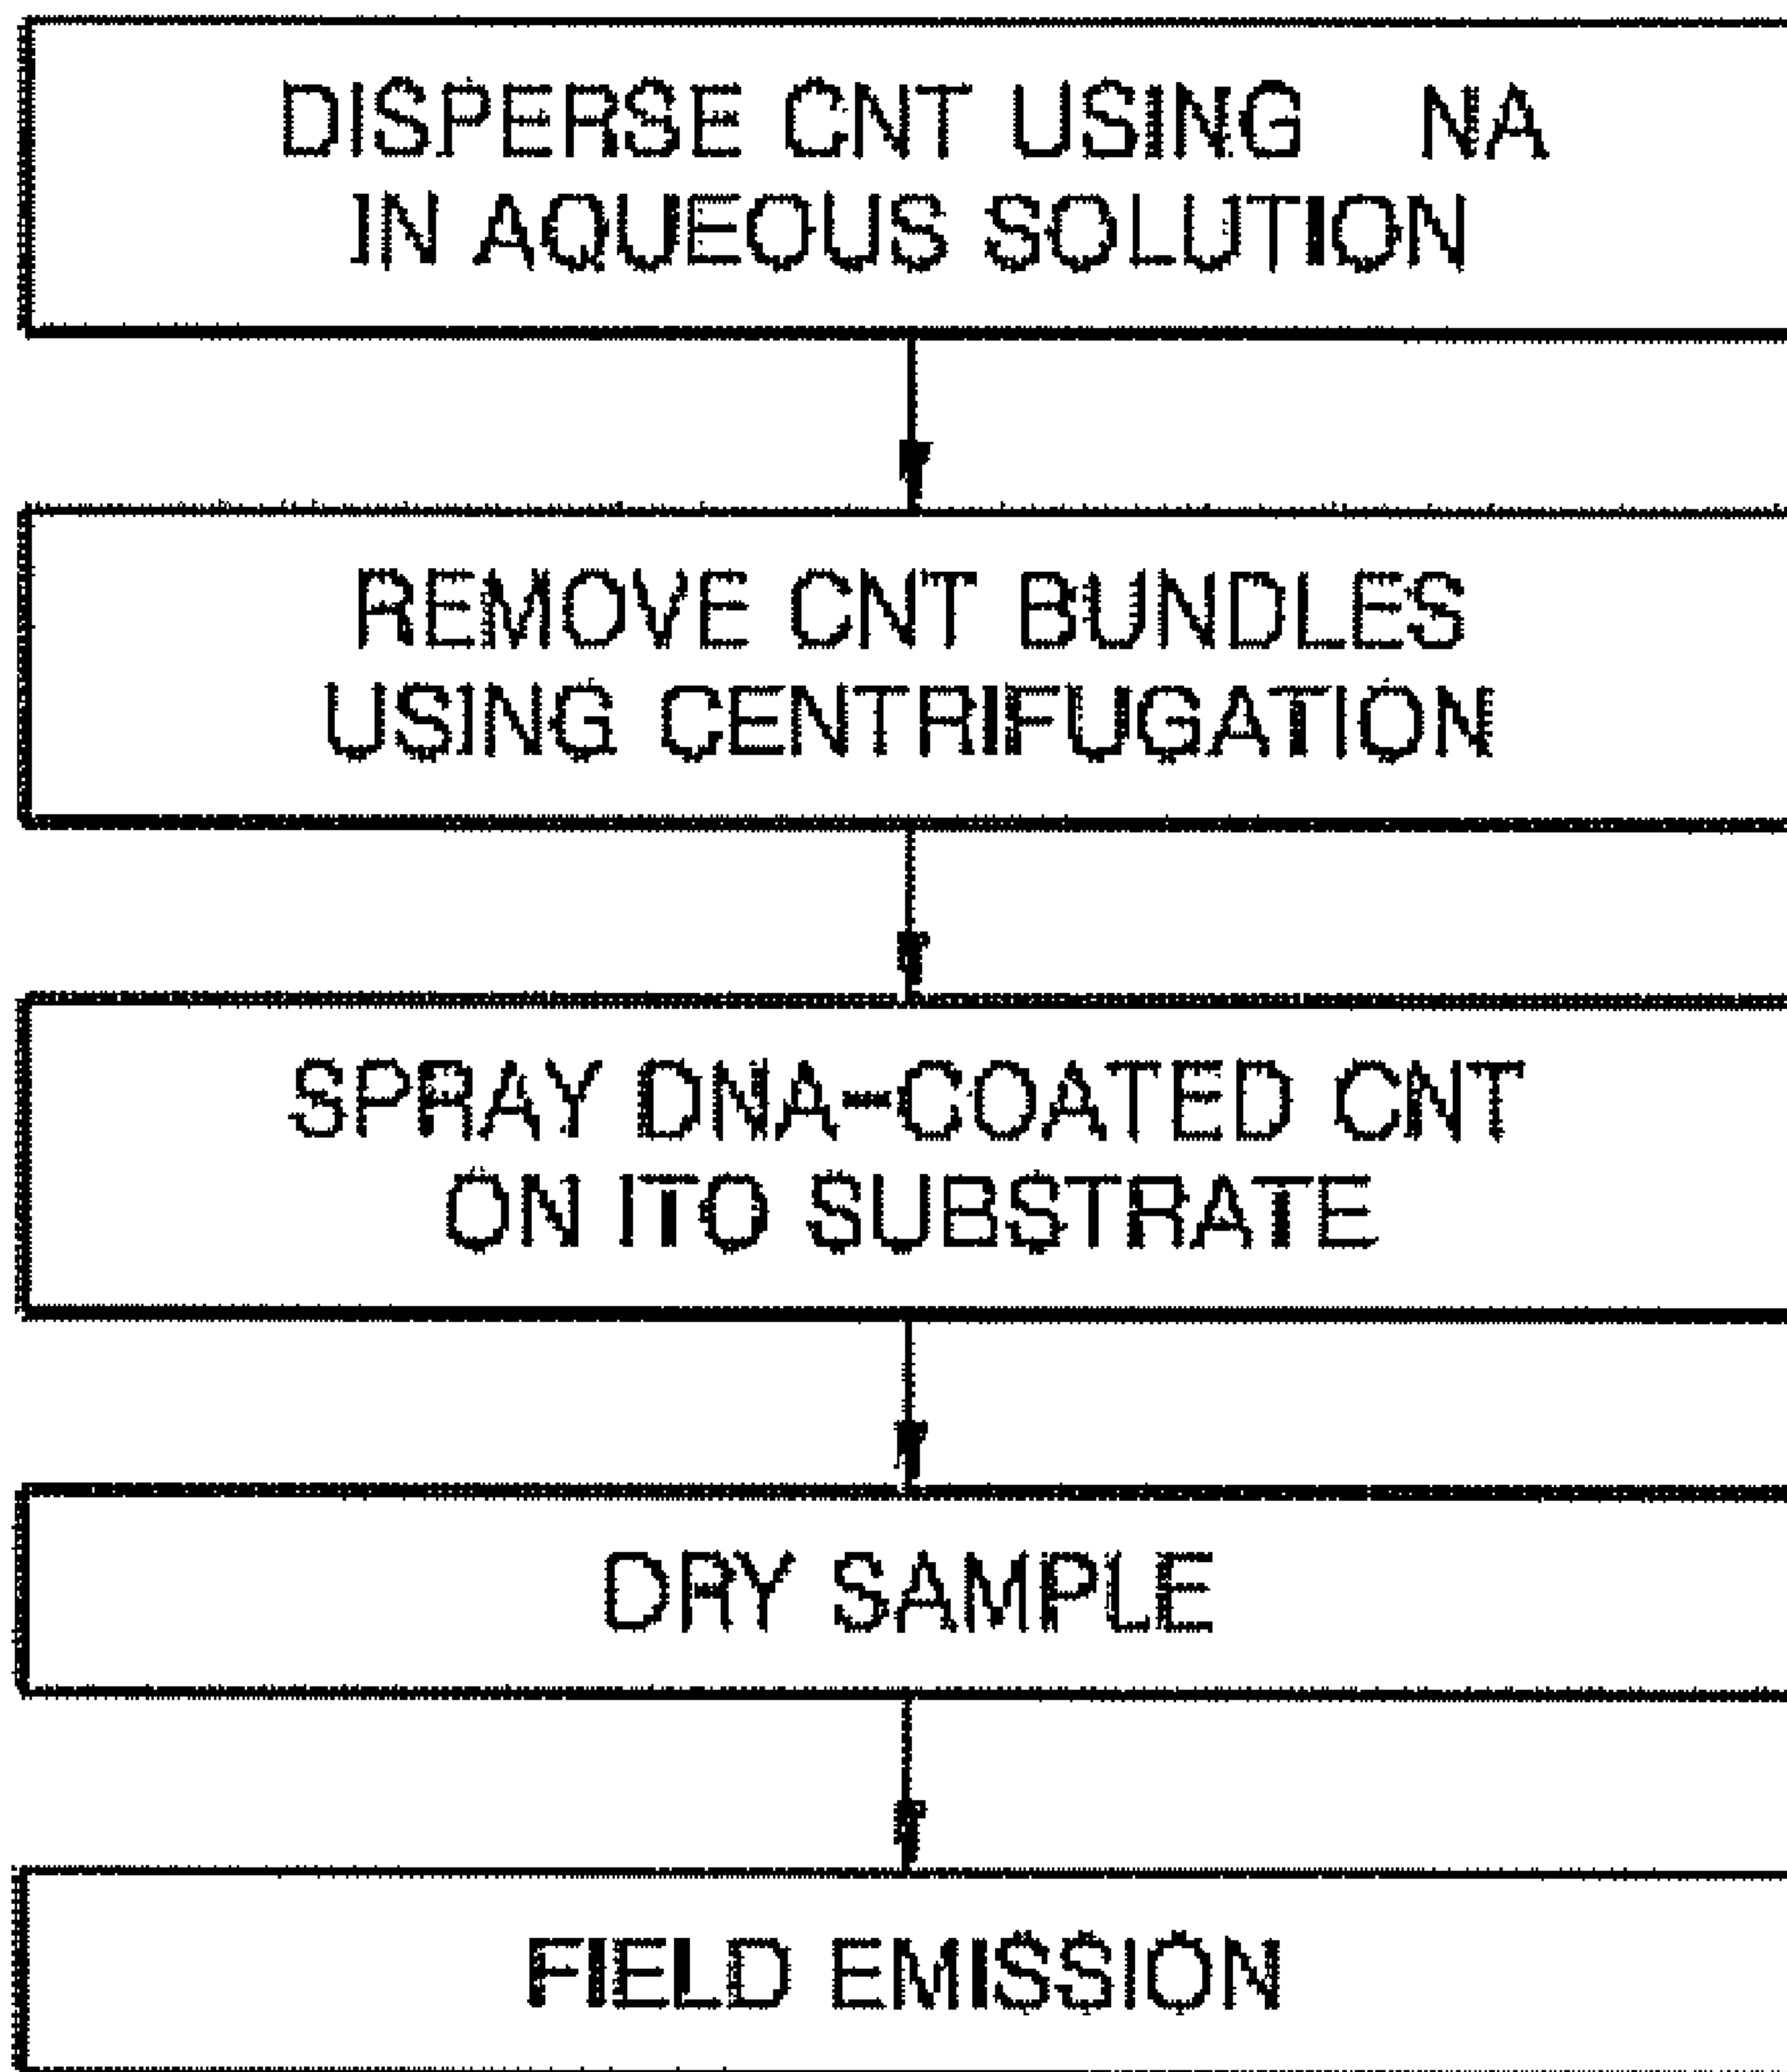 DISPERSE CNT USING NA
IN AQUEOUS SOLUTION
REMOVE CNT BUNDLES
USING CENTRIFUGATION
SPRAY DNA-COATED CNT
ON ITO SUBSTRATE
DRY SAMPLE
FIELD EMISSION